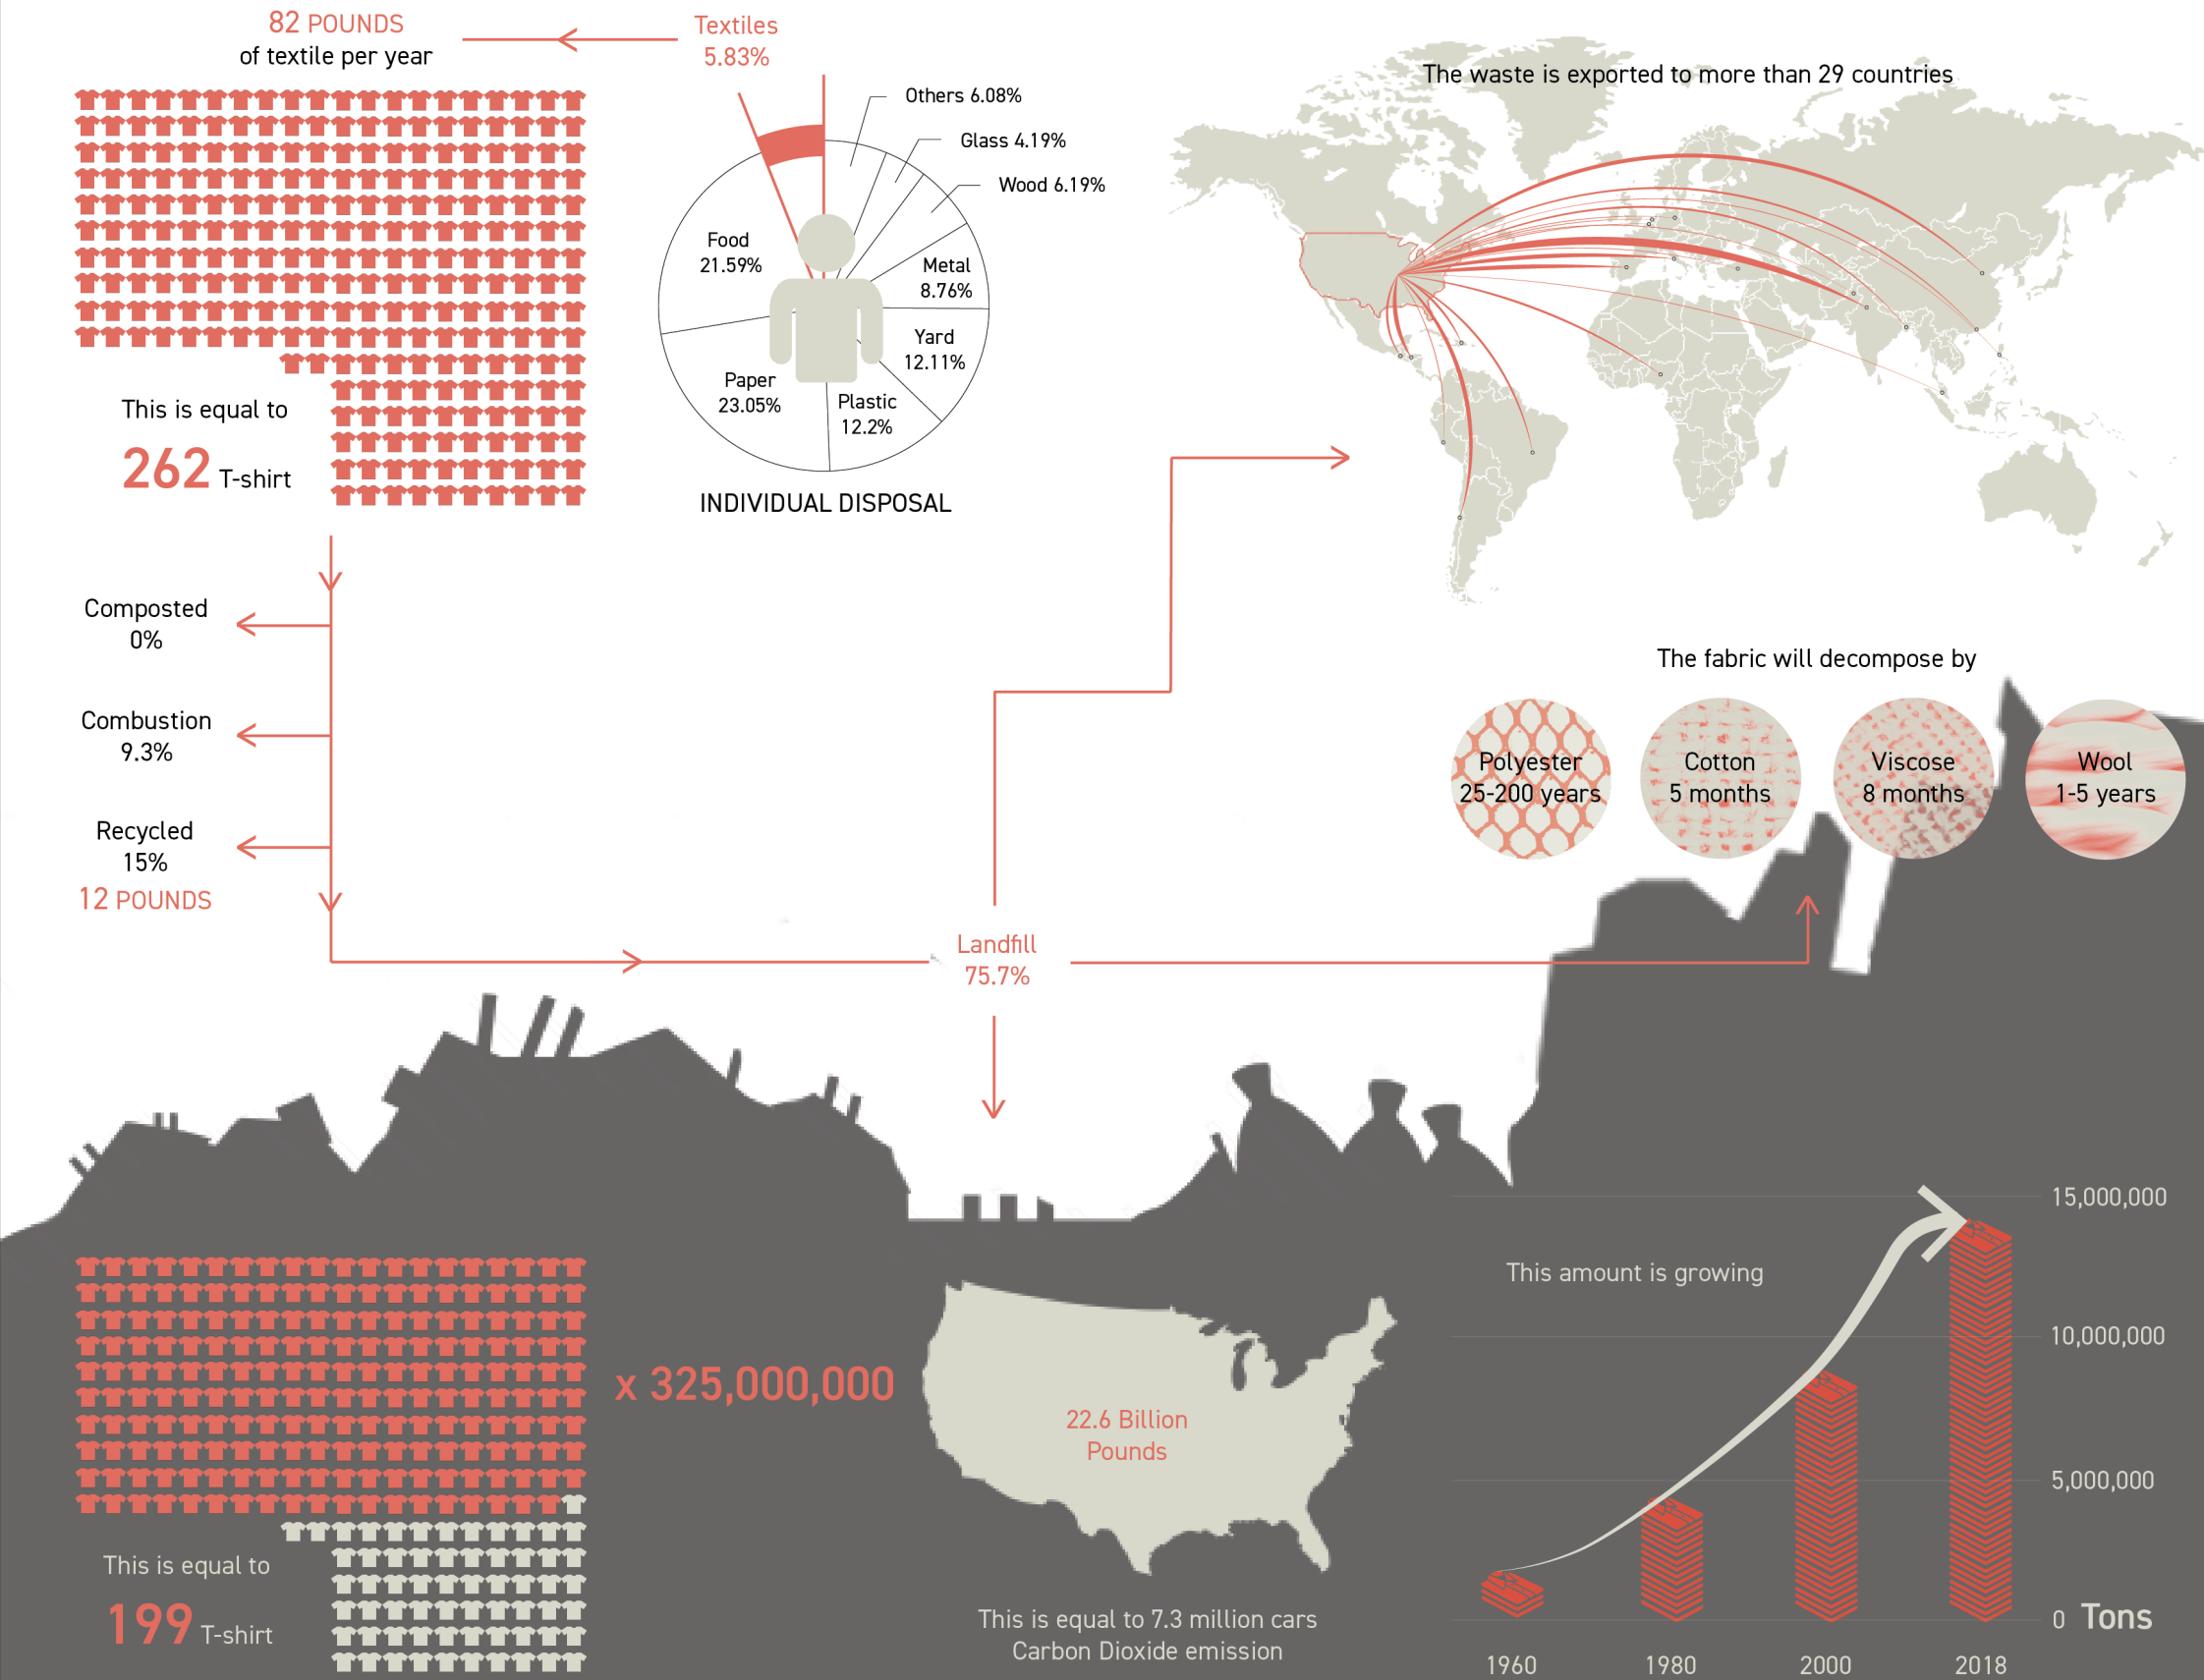 82 POUNDS
of textile per year
Textiles
5.83%
Others 6.08%
Glass 4.19%
Wood 6.19%
Food
21.59%
Metal
8.76%
Yard
12.11%
Paper
23.05%
Plastic
12.2%
INDIVIDUAL DISPOSAL
This is equal to
262 T-shirt
The waste is exported to more than 29 countries
Composted
0%
Combustion
9.3%
Recycled
15%
12 POUNDS
Landfill
75.7%
The fabric will decompose by
Polyester
25-200 years
Cotton
5 months
Viscose
8 months
Wool
1-5 years
This is equal to
199 T-shirt
x 325,000,000
22.6 Billion
Pounds
This is equal to 7.3 million cars
Carbon Dioxide emission
This amount is growing
15,000,000
10,000,000
5,000,000
0 Tons
1960
1980
2000
2018